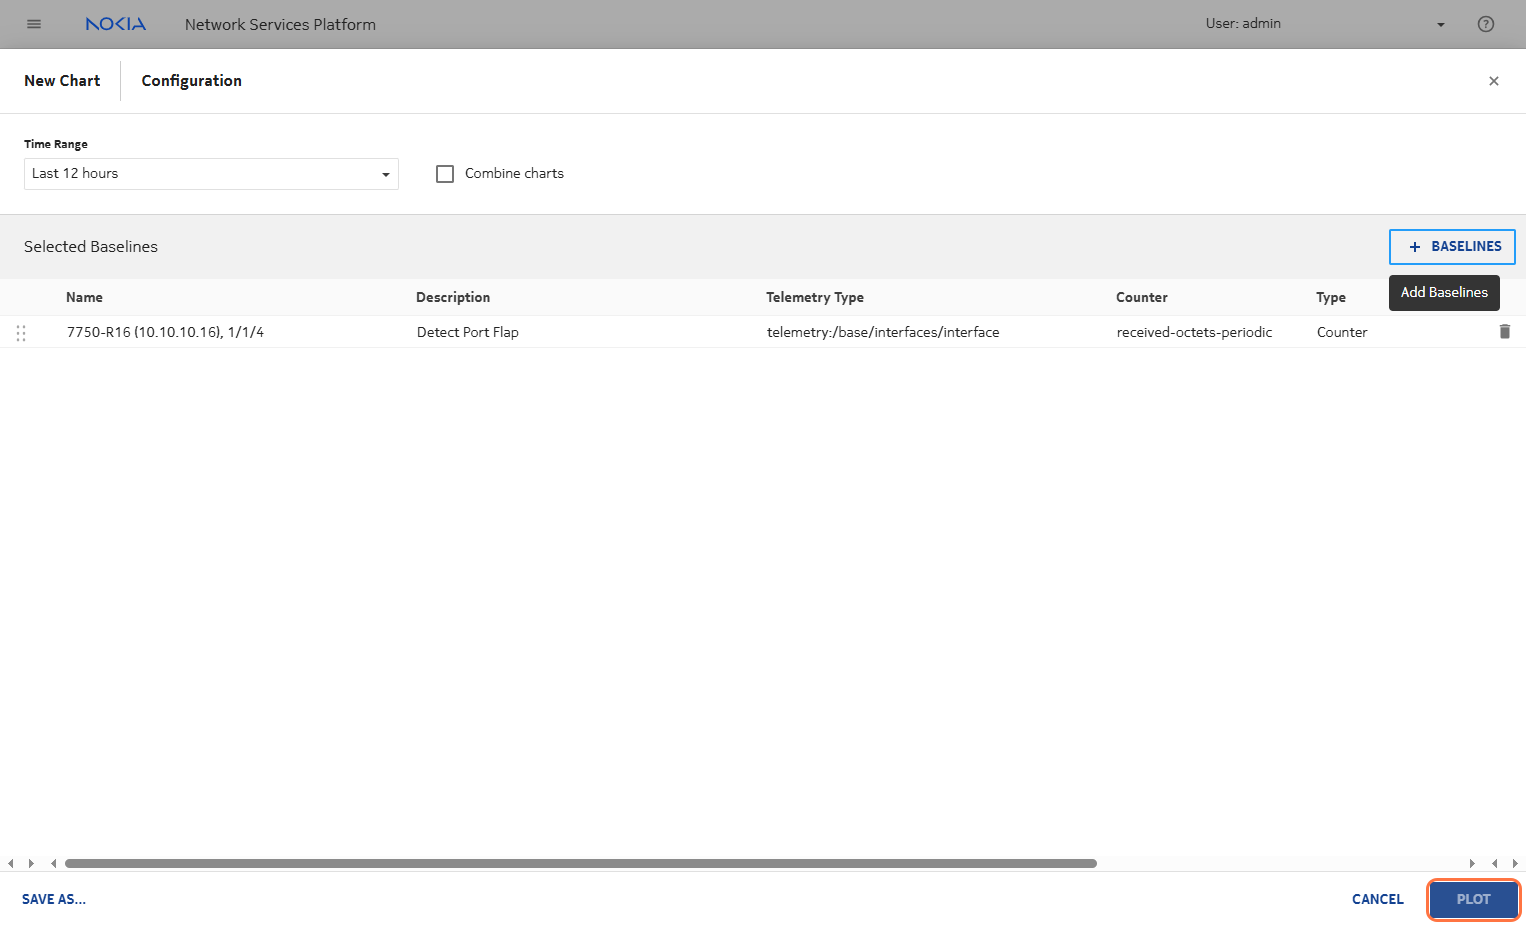 NOKIA Network Services Platform User: admin ?
New Chart Configuration ×
Time Range
Last 12 hours Combine charts
Selected Baselines + BASELINES
Add Baselines
Name Description Telemetry Type Counter Type
7750-R16 (10.10.10.16), 1/1/4 Detect Port Flap telemetry:/base/interfaces/interface received-octets-periodic Counter
SAVE AS... CANCEL PLOT